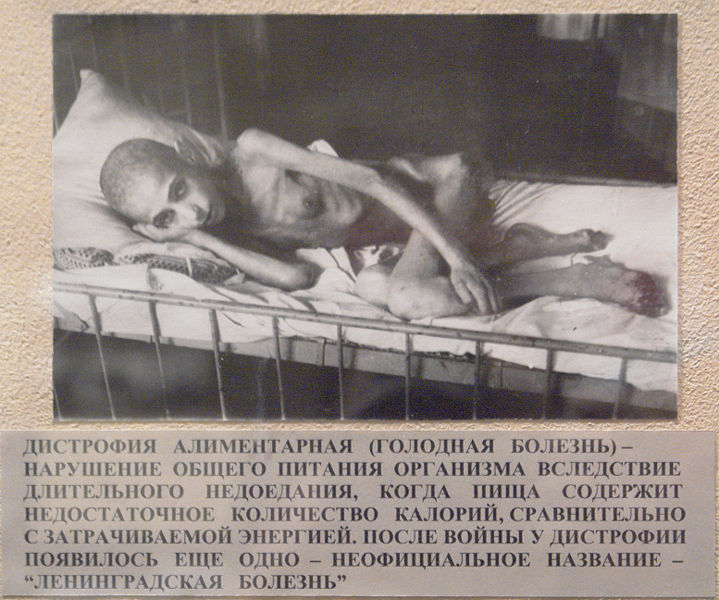 ДИСТРОФИЯ АЛИМЕНТАРНАЯ (ГОЛОДНАЯ БОЛЕЗНЬ) –
НАРУШЕНИЕ ОБЩЕГО ПИТАНИЯ ОРГАНИЗМА ВСЛЕДСТВИЕ
ДЛИТЕЛЬНОГО НЕДОЕДАНИЯ, КОГДА ПИЩА СОДЕРЖИТ
НЕДОСТАТОЧНОЕ КОЛИЧЕСТВО КАЛОРИЙ, СРАВНИТЕЛЬНО
С ЗАТРАЧИВАЕМОЙ ЭНЕРГИЕЙ. ПОСЛЕ ВОЙНЫ У ДИСТРОФИИ
ПОЯВИЛОСЬ ЕЩЕ ОДНО – НЕОФИЦИАЛЬНОЕ НАЗВАНИЕ –
“ЛЕНИНГРАДСКАЯ БОЛЕЗНЬ”